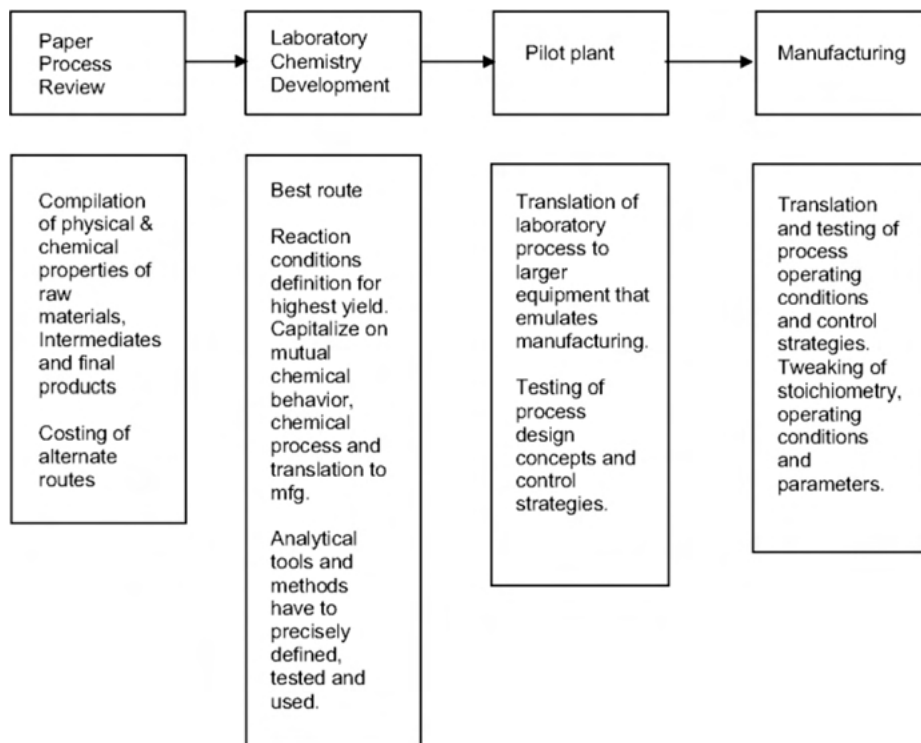 Paper
Process
Review
Laboratory
Chemistry
Development
Pilot plant
Manufacturing
Compilation
of physical &
chemical
properties of
raw
materials,
Intermediates
and final
products
Costing of
alternate
routes
Best route
Reaction
conditions
definition for
highest yield.
Capitalize on
mutual
chemical
behavior,
chemical
process and
translation to
mfg.
Analytical
tools and
methods
have to
precisely
defined,
tested and
used.
Translation of
laboratory
process to
larger
equipment that
emulates
manufacturing.
Testing of
process
design
concepts and
control
strategies.
Translation
and testing of
process
operating
conditions
and control
strategies.
Tweaking of
stoichiometry,
operating
conditions
and
parameters.